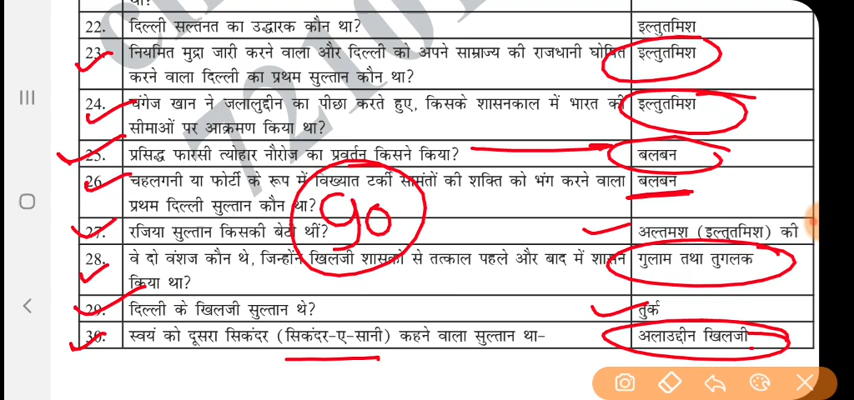 था?
22. दिल्ली सल्तनत का उद्धारक कौन था? इल्तुतमिश
23. नियमित मुद्रा जारी करने वाला और दिल्ली को अपने साम्राज्य की राजधानी घोषित इल्तुतमिश
करने वाला दिल्ली का प्रथम सुल्तान कौन था?
24. चंगेज खान ने जलालुद्दीन का पीछा करते हुए, किसके शासनकाल में भारत की इल्तुतमिश
सीमाओं पर आक्रमण किया था?
25. प्रसिद्ध फारसी त्योहार नौरोज का प्रवर्तन किसने किया? बलबन
26. चहलगनी या फोर्टी के रूप में विख्यात टर्की सामंतों की शक्ति को भंग करने वाला बलबन
प्रथम दिल्ली सुल्तान कौन था?
27. रजिया सुल्तान किसकी बेटी थीं? अल्तमश (इल्तुतमिश) की
28. वे दो वंशज कौन थे, जिन्होंने खिलजी शासकों से तत्काल पहले और बाद में शासन गुलाम तथा तुगलक
किया था?
29. दिल्ली के खिलजी सुल्तान थे? तुर्क
30. स्वयं को दूसरा सिकंदर (सिकंदर-ए-सानी) कहने वाला सुल्तान था- अलाउद्दीन खिलजी
90